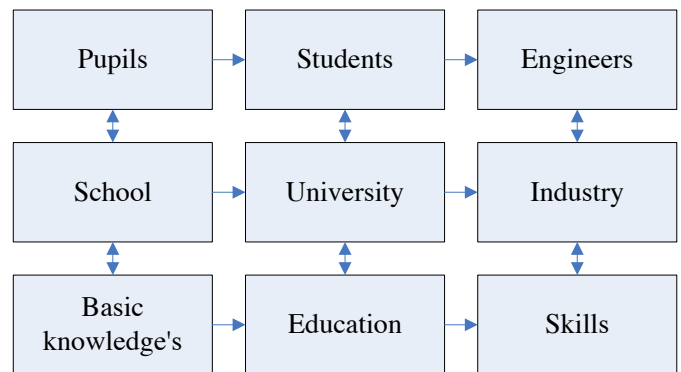 Pupils
Students
Engineers
School
University
Industry
Basic
knowledge's
Education
Skills